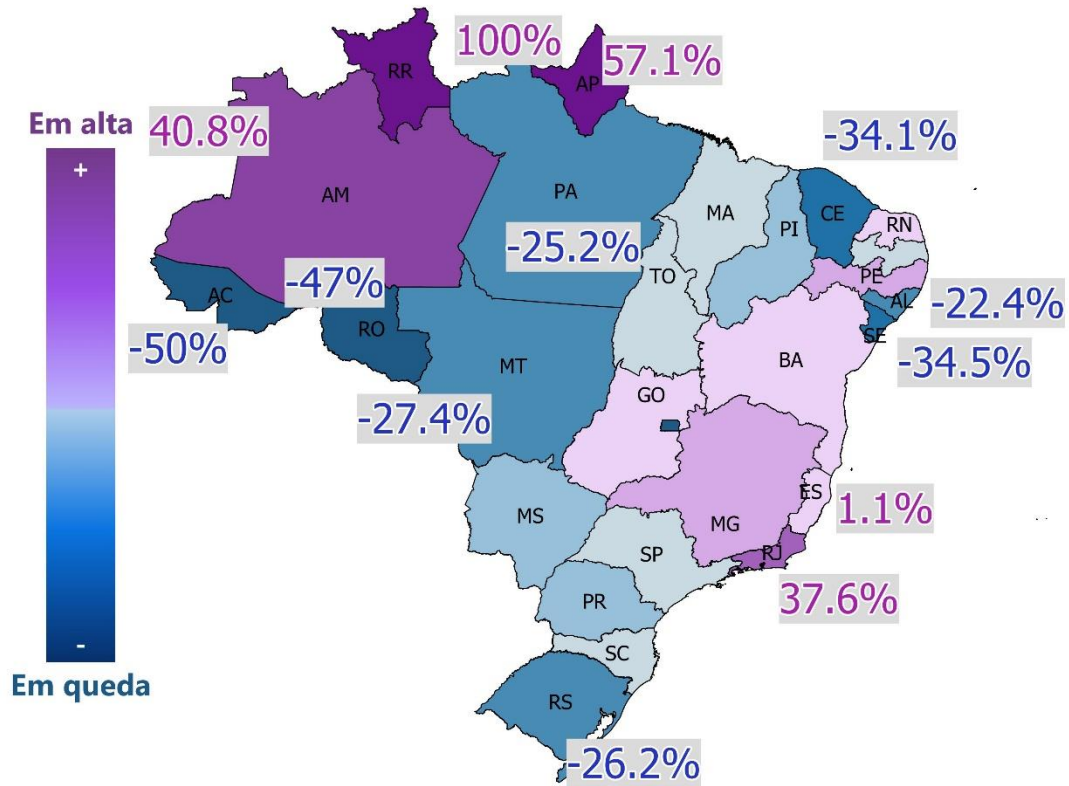 Em alta
+
-
Em queda
RR
100%
AP
57.1%
40.8%
AM
PA
-34.1%
MA
PI
CE
RN
-25.2%
TO
PE
AC
-47%
RO
AL
-22.4%
-50%
MT
BA
SE
-34.5%
-27.4%
GO
MS
MG
ES
1.1%
SP
RJ
37.6%
PR
SC
RS
-26.2%